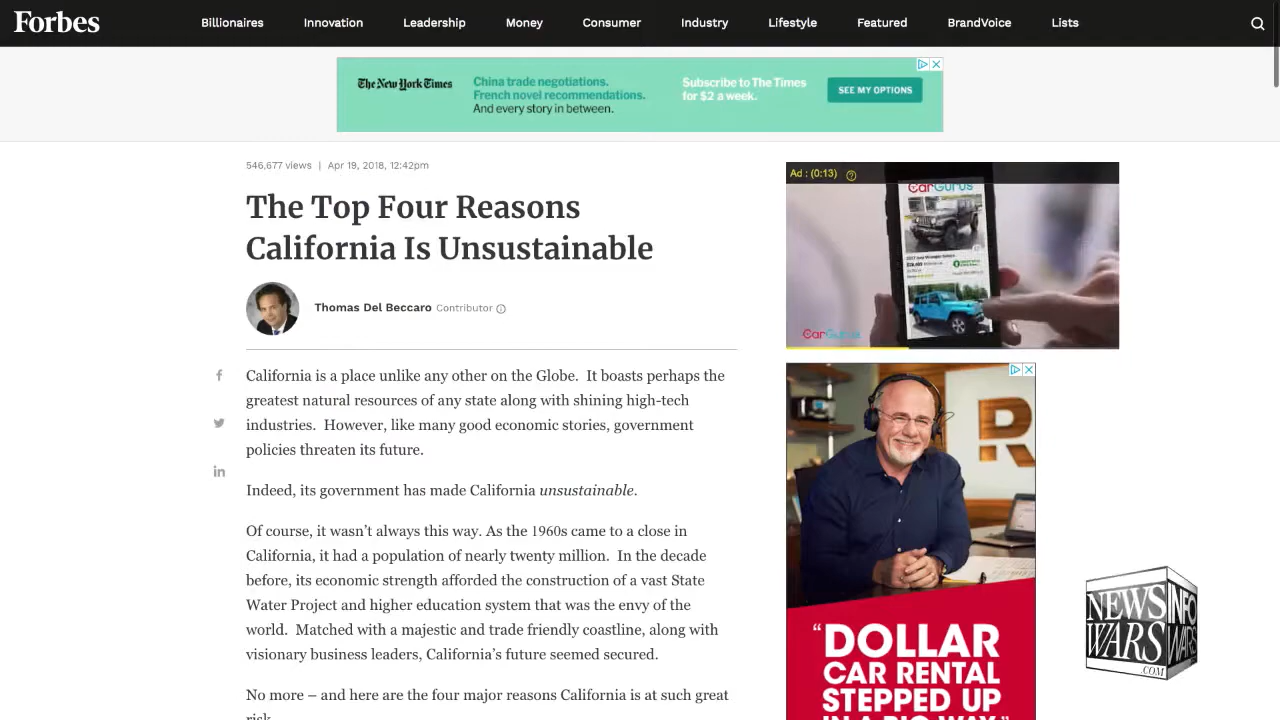 Forbes
Billionaires
Innovation
Leadership
Money
Consumer
Industry
Lifestyle
Featured
BrandVoice
Lists
The New York Times
China trade negotiations.
French novel recommendations.
And every story in between.
Subscribe to The Times
for $2 a week.
SEE MY OPTIONS
546,677 views | Apr 19, 2018, 12:42pm
The Top Four Reasons
California Is Unsustainable
Thomas Del Beccaro Contributor
California is a place unlike any other on the Globe.  It boasts perhaps the
greatest natural resources of any state along with shining high-tech
industries.  However, like many good economic stories, government
policies threaten its future.
Indeed, its government has made California unsustainable.
Of course, it wasn't always this way. As the 1960s came to a close in
California, it had a population of nearly twenty million.  In the decade
before, its economic strength afforded the construction of a vast State
Water Project and higher education system that was the envy of the
world.  Matched with a majestic and trade friendly coastline, along with
visionary business leaders, California's future seemed secured.
No more – and here are the four major reasons California is at such great
risk.
Ad : (0:13)
CarGurus
CarGurus
R
"DOLLAR
CAR RENTAL
STEPPED UP
IN A BIG WAY."
NEWS
WARS
.COM
INFO
WARS